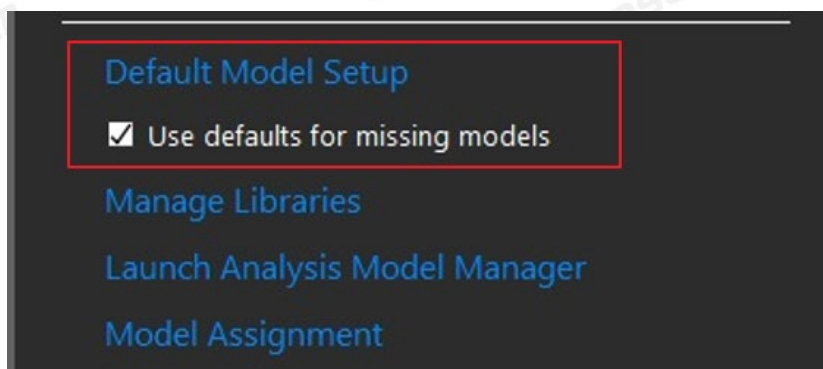 Default Model Setup
Use defaults for missing models
Manage Libraries
Launch Analysis Model Manager
Model Assignment